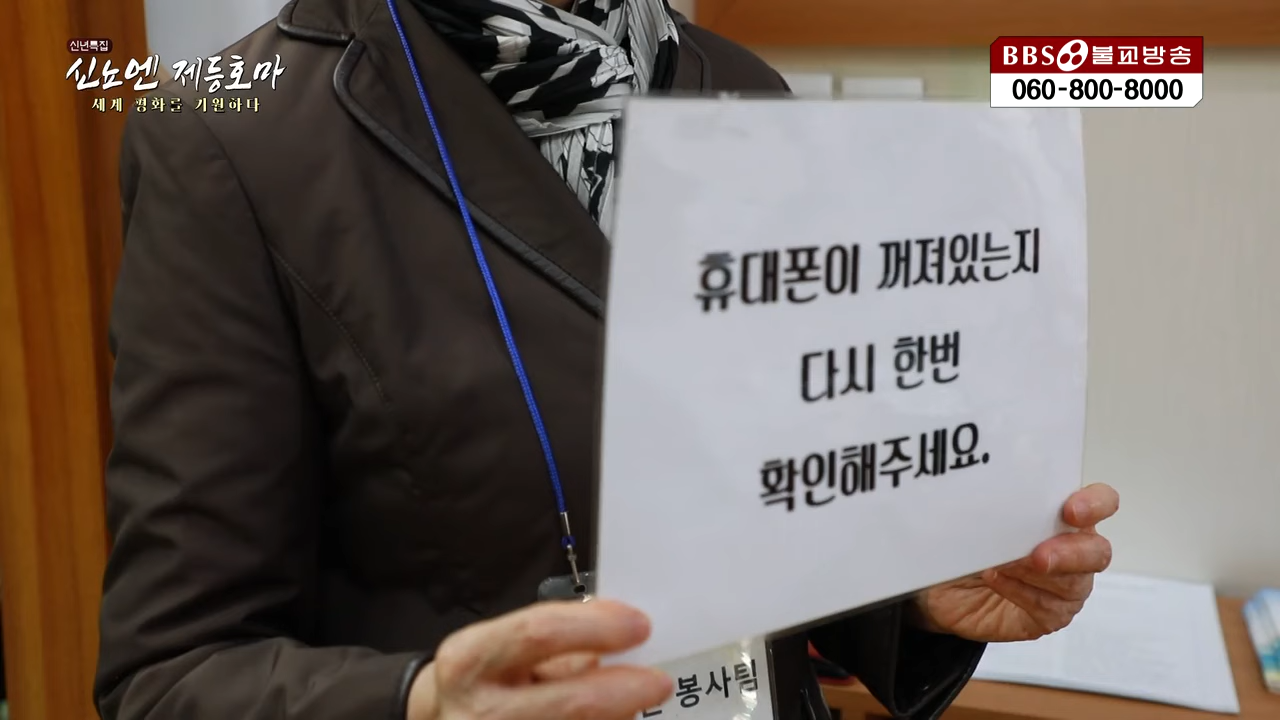 신년특집
신뇨엔 제등호마
세계 평화를 기원하다
BBS 불교방송
060-800-8000
휴대폰이 꺼져있는지
다시 한번
확인해주세요.
봉사팀